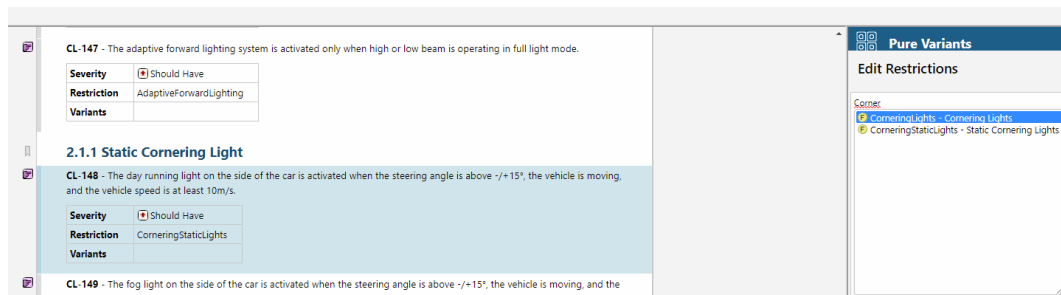 CL-147 - The adaptive forward lighting system is activated only when high or low beam is operating in full light mode.
Severity Should Have
Restriction AdaptiveForwardLighting
Variants
2.1.1 Static Cornering Light
CL-148 - The day running light on the side of the car is activated when the steering angle is above -/+15°, the vehicle is moving,
and the vehicle speed is at least 10m/s.
Severity Should Have
Restriction CorneringStaticLights
Variants
CL-149 - The fog light on the side of the car is activated when the steering angle is above -/+15°, the vehicle is moving, and the
Pure Variants
Edit Restrictions
Corner
CorneringLights - Cornering Lights
CorneringStaticLights - Static Cornering Lights